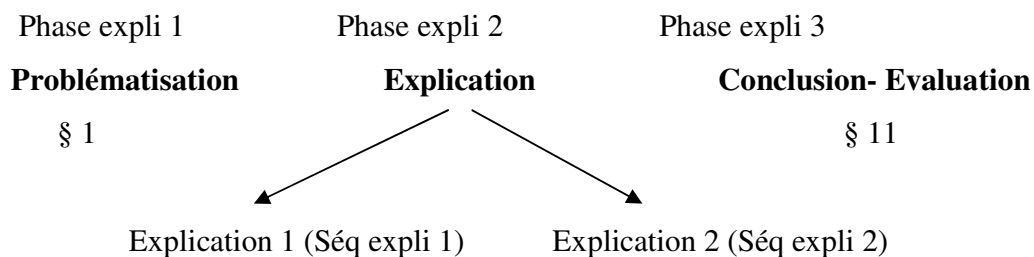 Phase expli 1 Phase expli 2 Phase expli 3
Problématisation Explication Conclusion- Evaluation
§ 1 § 11
Explication 1 (Séq expli 1) Explication 2 (Séq expli 2)